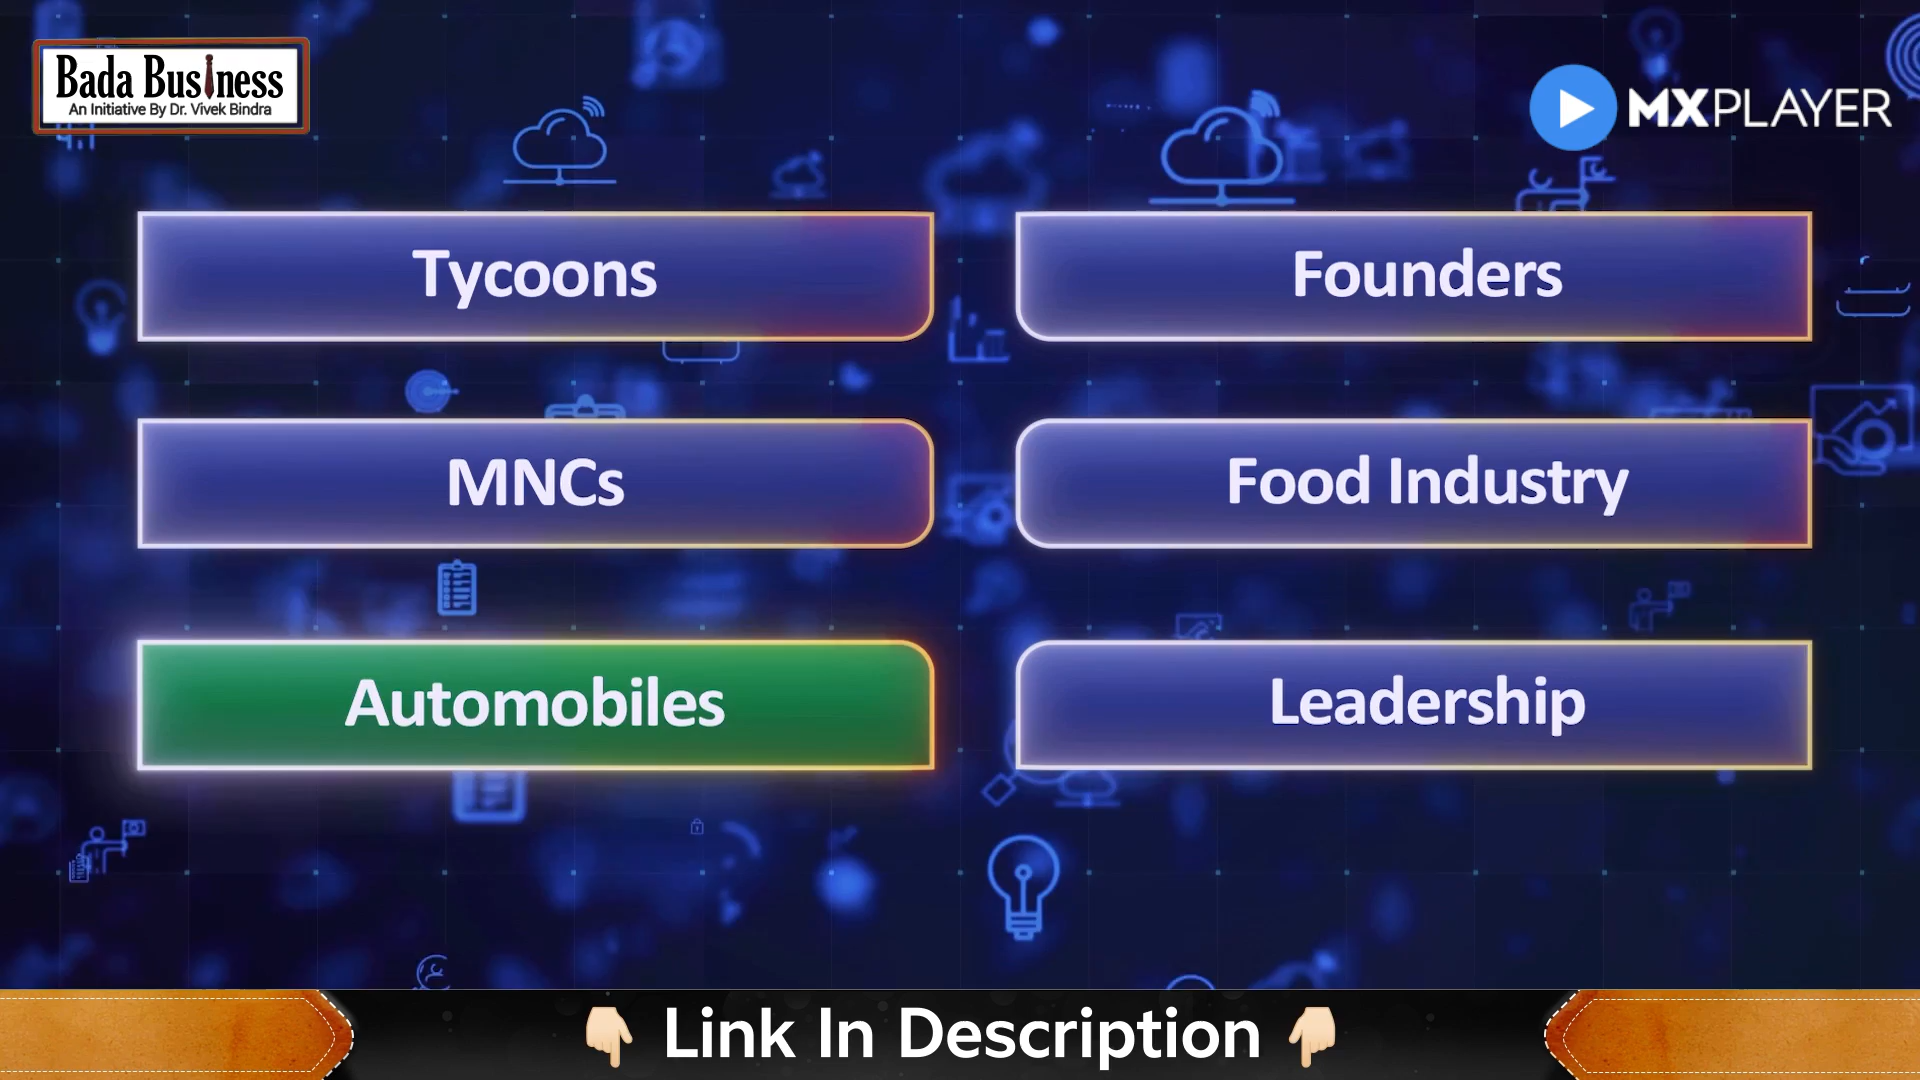 Bada Business
An Initiative By Dr. Vivek Bindra
MXPLAYER
Tycoons
Founders
MNCs
Food Industry
Automobiles
Leadership
👇🏻 Link In Description 👇🏻